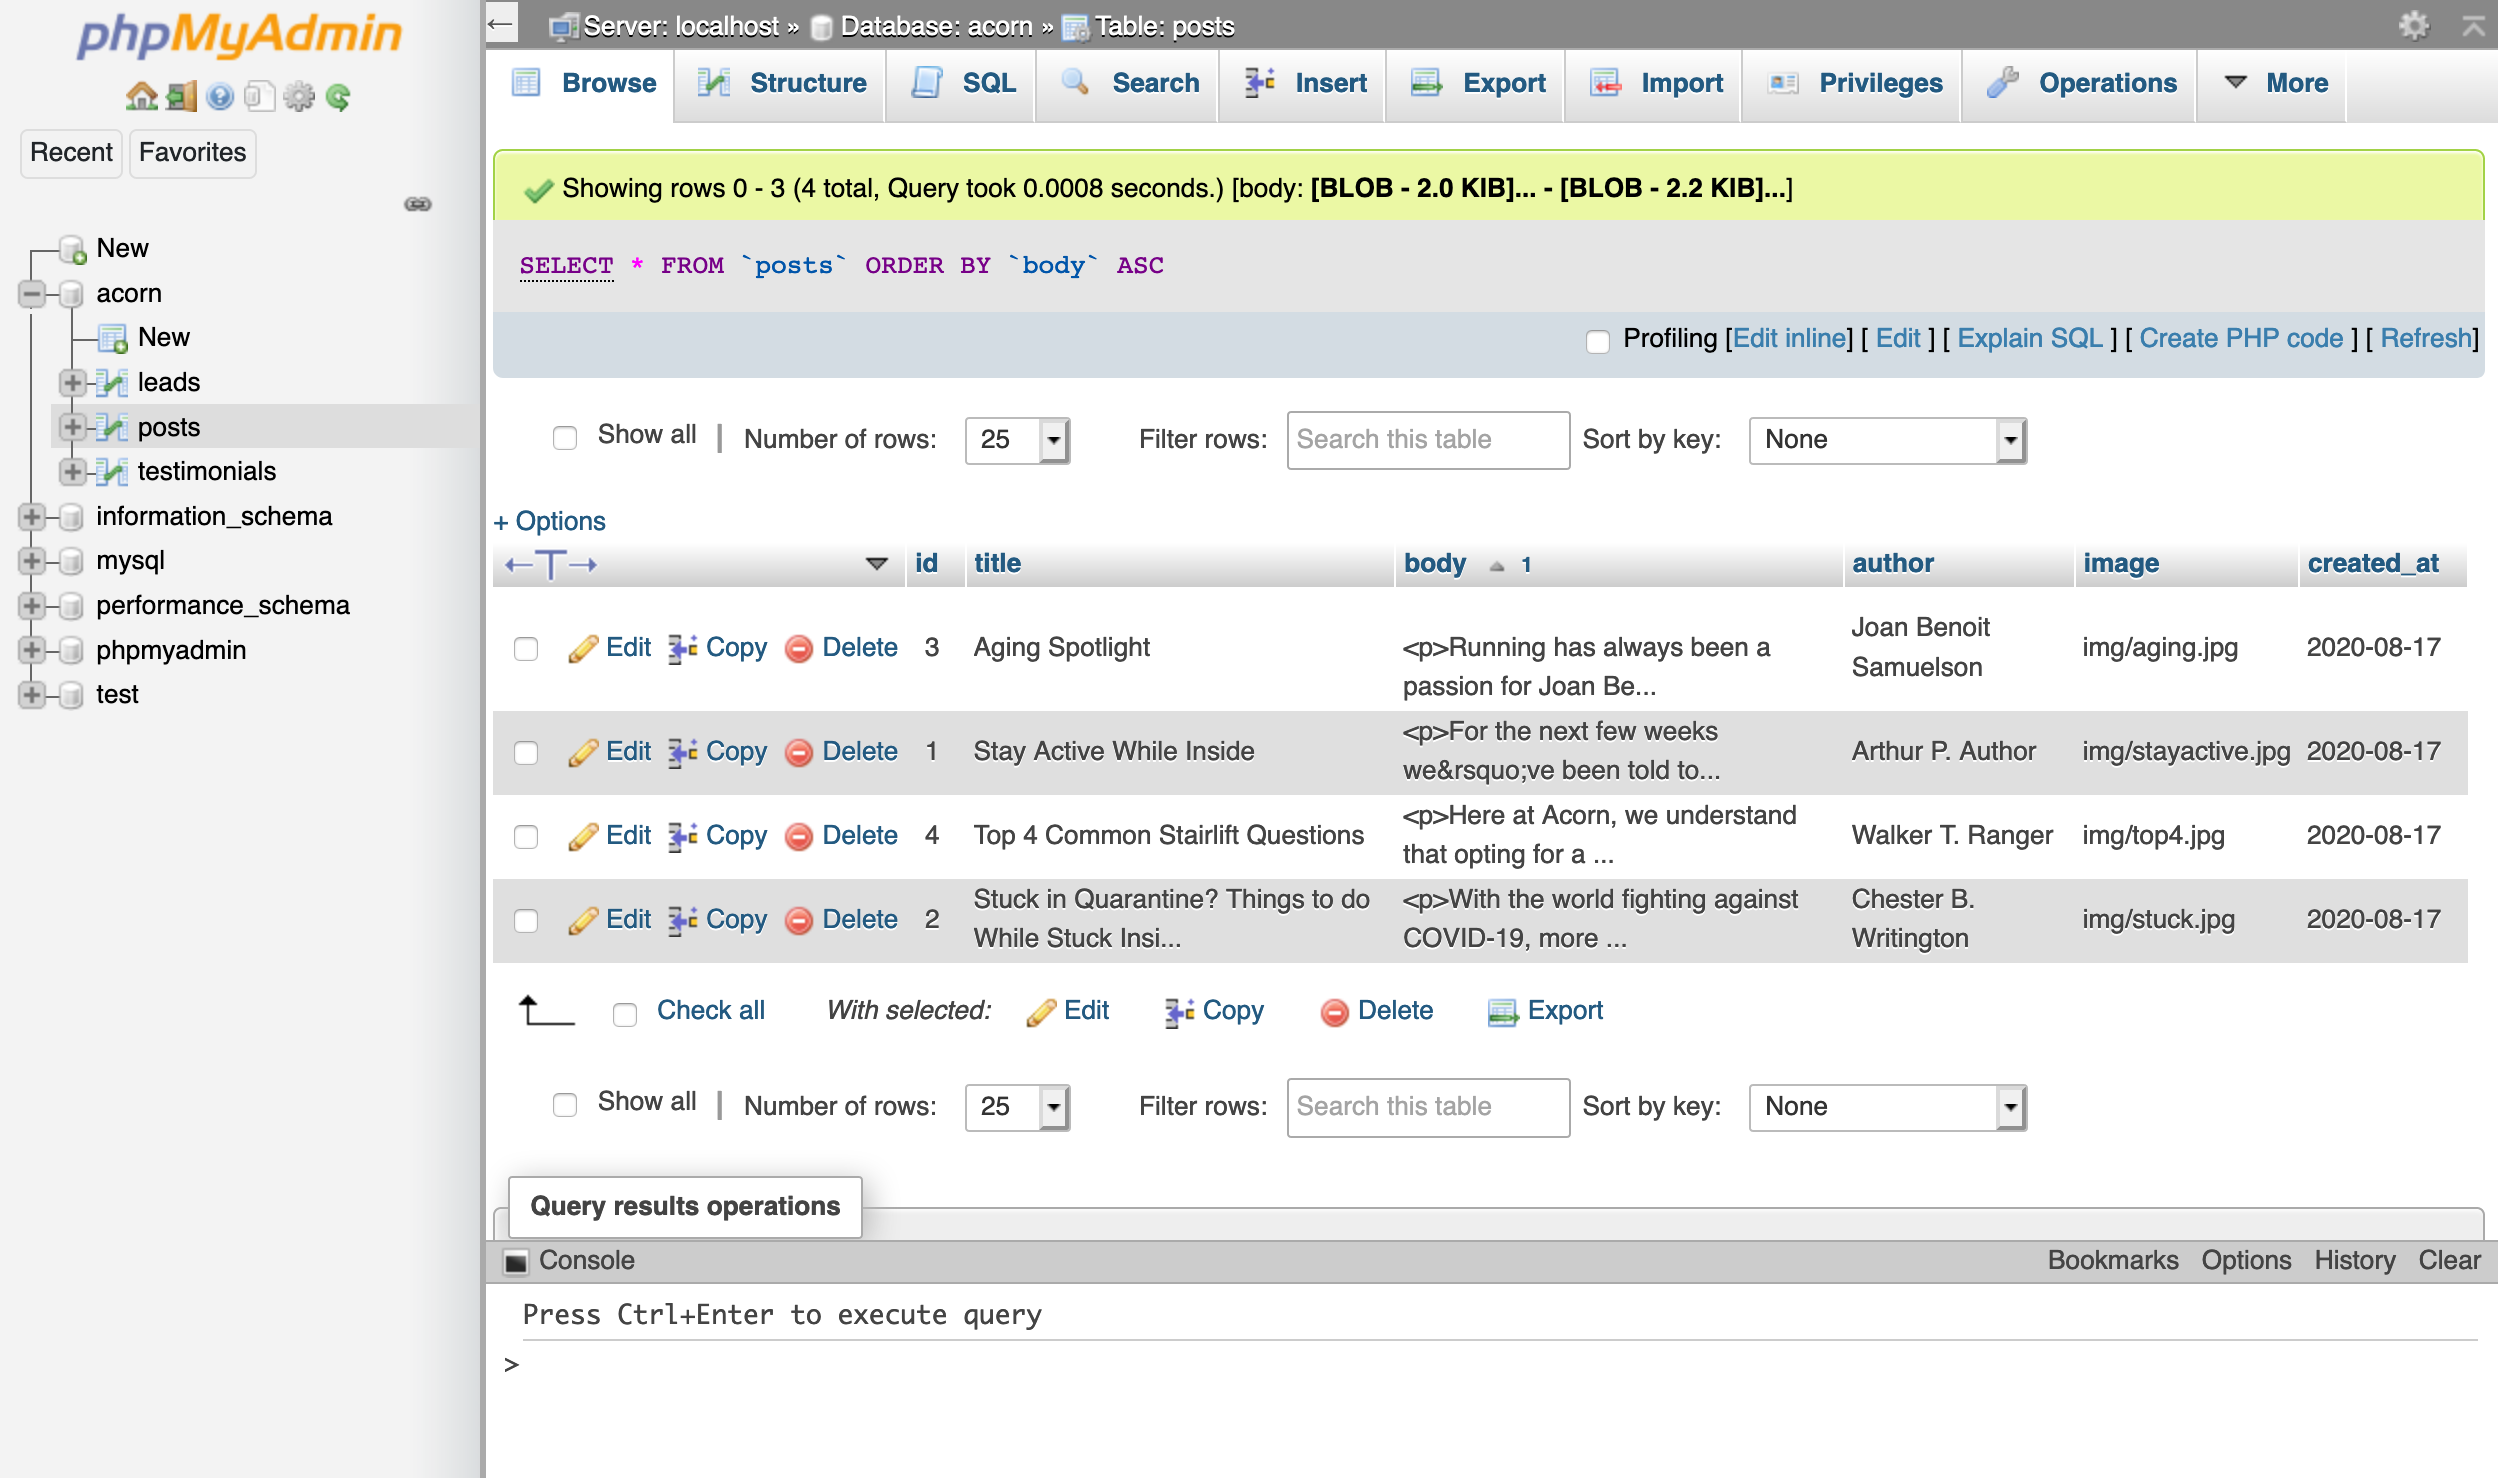 phpMyAdmin
Recent Favorites
New
acorn
New
leads
posts
testimonials
information_schema
mysql
performance_schema
phpmyadmin
test
Server: localhost » Database: acorn » Table: posts
Browse Structure SQL Search Insert Export Import Privileges Operations More
Showing rows 0 - 3 (4 total, Query took 0.0008 seconds.) [body: [BLOB - 2.0 KIB]... - [BLOB - 2.2 KIB]...]
SELECT * FROM `posts` ORDER BY `body` ASC
Profiling [Edit inline] [ Edit ] [ Explain SQL ] [ Create PHP code ] [ Refresh]
Show all | Number of rows: 25 Filter rows: Search this table Sort by key: None
+ Options
←T→ id title body 1 author image created_at
Edit Copy Delete 3 Aging Spotlight <p>Running has always been a passion for Joan Be... Joan Benoit Samuelson img/aging.jpg 2020-08-17
Edit Copy Delete 1 Stay Active While Inside <p>For the next few weeks we&rsquo;ve been told to... Arthur P. Author img/stayactive.jpg 2020-08-17
Edit Copy Delete 4 Top 4 Common Stairlift Questions <p>Here at Acorn, we understand that opting for a ... Walker T. Ranger img/top4.jpg 2020-08-17
Edit Copy Delete 2 Stuck in Quarantine? Things to do While Stuck Insi... <p>With the world fighting against COVID-19, more ... Chester B. Writington img/stuck.jpg 2020-08-17
Check all With selected: Edit Copy Delete Export
Show all | Number of rows: 25 Filter rows: Search this table Sort by key: None
Query results operations
Console Bookmarks Options History Clear
Press Ctrl+Enter to execute query
>